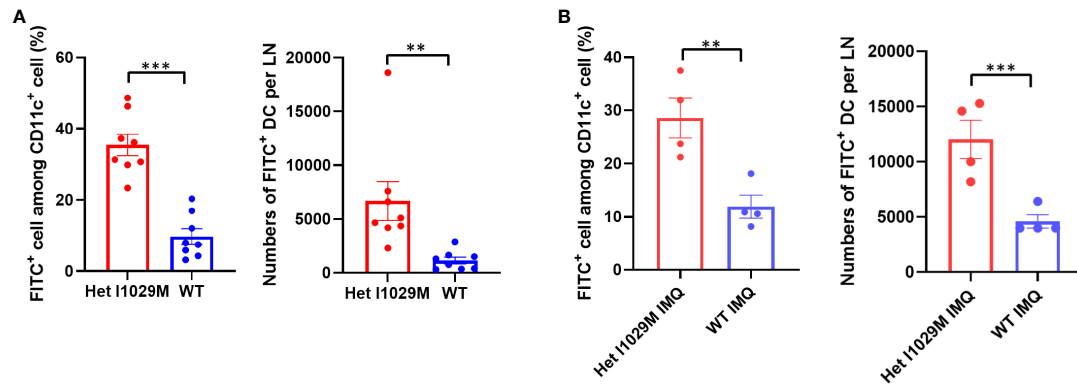 A
FITC+ cell among CD11c+ cell (%)
60
40
20
0
***
Het I1029M WT
Numbers of FITC+ DC per LN
20000
15000
10000
5000
0
**
Het I1029M WT
B
FITC+ cell among CD11c+ cell (%)
40
30
20
10
0
**
Het I1029M IMQ
WT IMQ
Numbers of FITC+ DC per LN
20000
15000
10000
5000
0
***
Het I1029M IMQ
WT IMQ